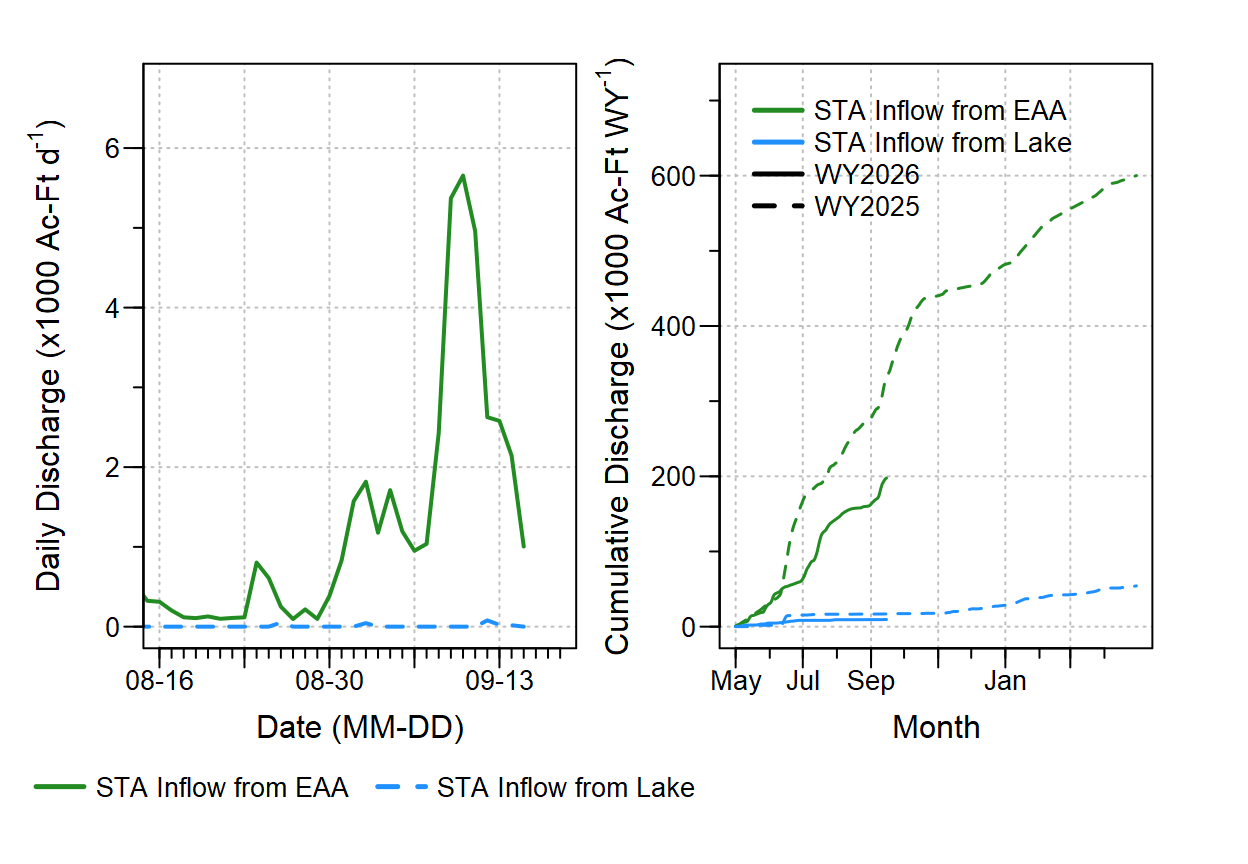 Daily Discharge (x1000 Ac-Ft d-1)
6
4
2
0
08-16 08-30 09-13
Date (MM-DD)
STA Inflow from EAA STA Inflow from Lake
Cumulative Discharge (x1000 Ac-Ft WY-1)
600
400
200
0
STA Inflow from EAA
STA Inflow from Lake
WY2026
WY2025
May Jul Sep Jan
Month